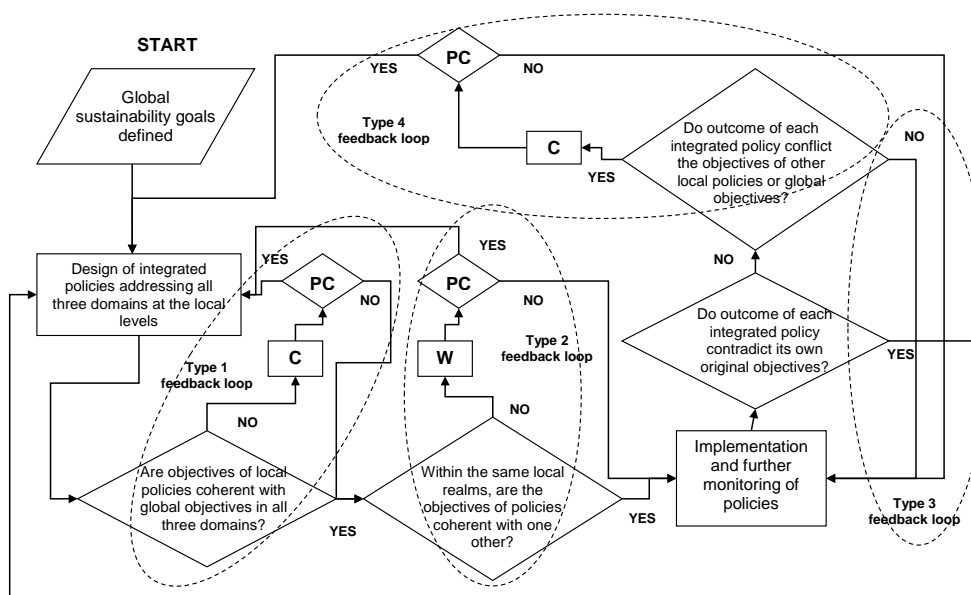 START
Global
sustainability goals
defined
YES
PC
NO
Type 4
feedback loop
C
YES
Do outcome of each
integrated policy conflict
the objectives of other
local policies or global
objectives?
NO
Design of integrated
policies addressing all
three domains at the local
levels
YES
PC
NO
C
Type 1
feedback loop
NO
Are objectives of local
policies coherent with
global objectives in all
three domains?
YES
YES
PC
NO
W
Type 2
feedback loop
NO
Within the same local
realms, are the
objectives of policies
coherent with one
other?
YES
NO
Do outcome of each
integrated policy
contradict its own
original objectives?
YES
Implementation
and further
monitoring of
policies
Type 3
feedback loop